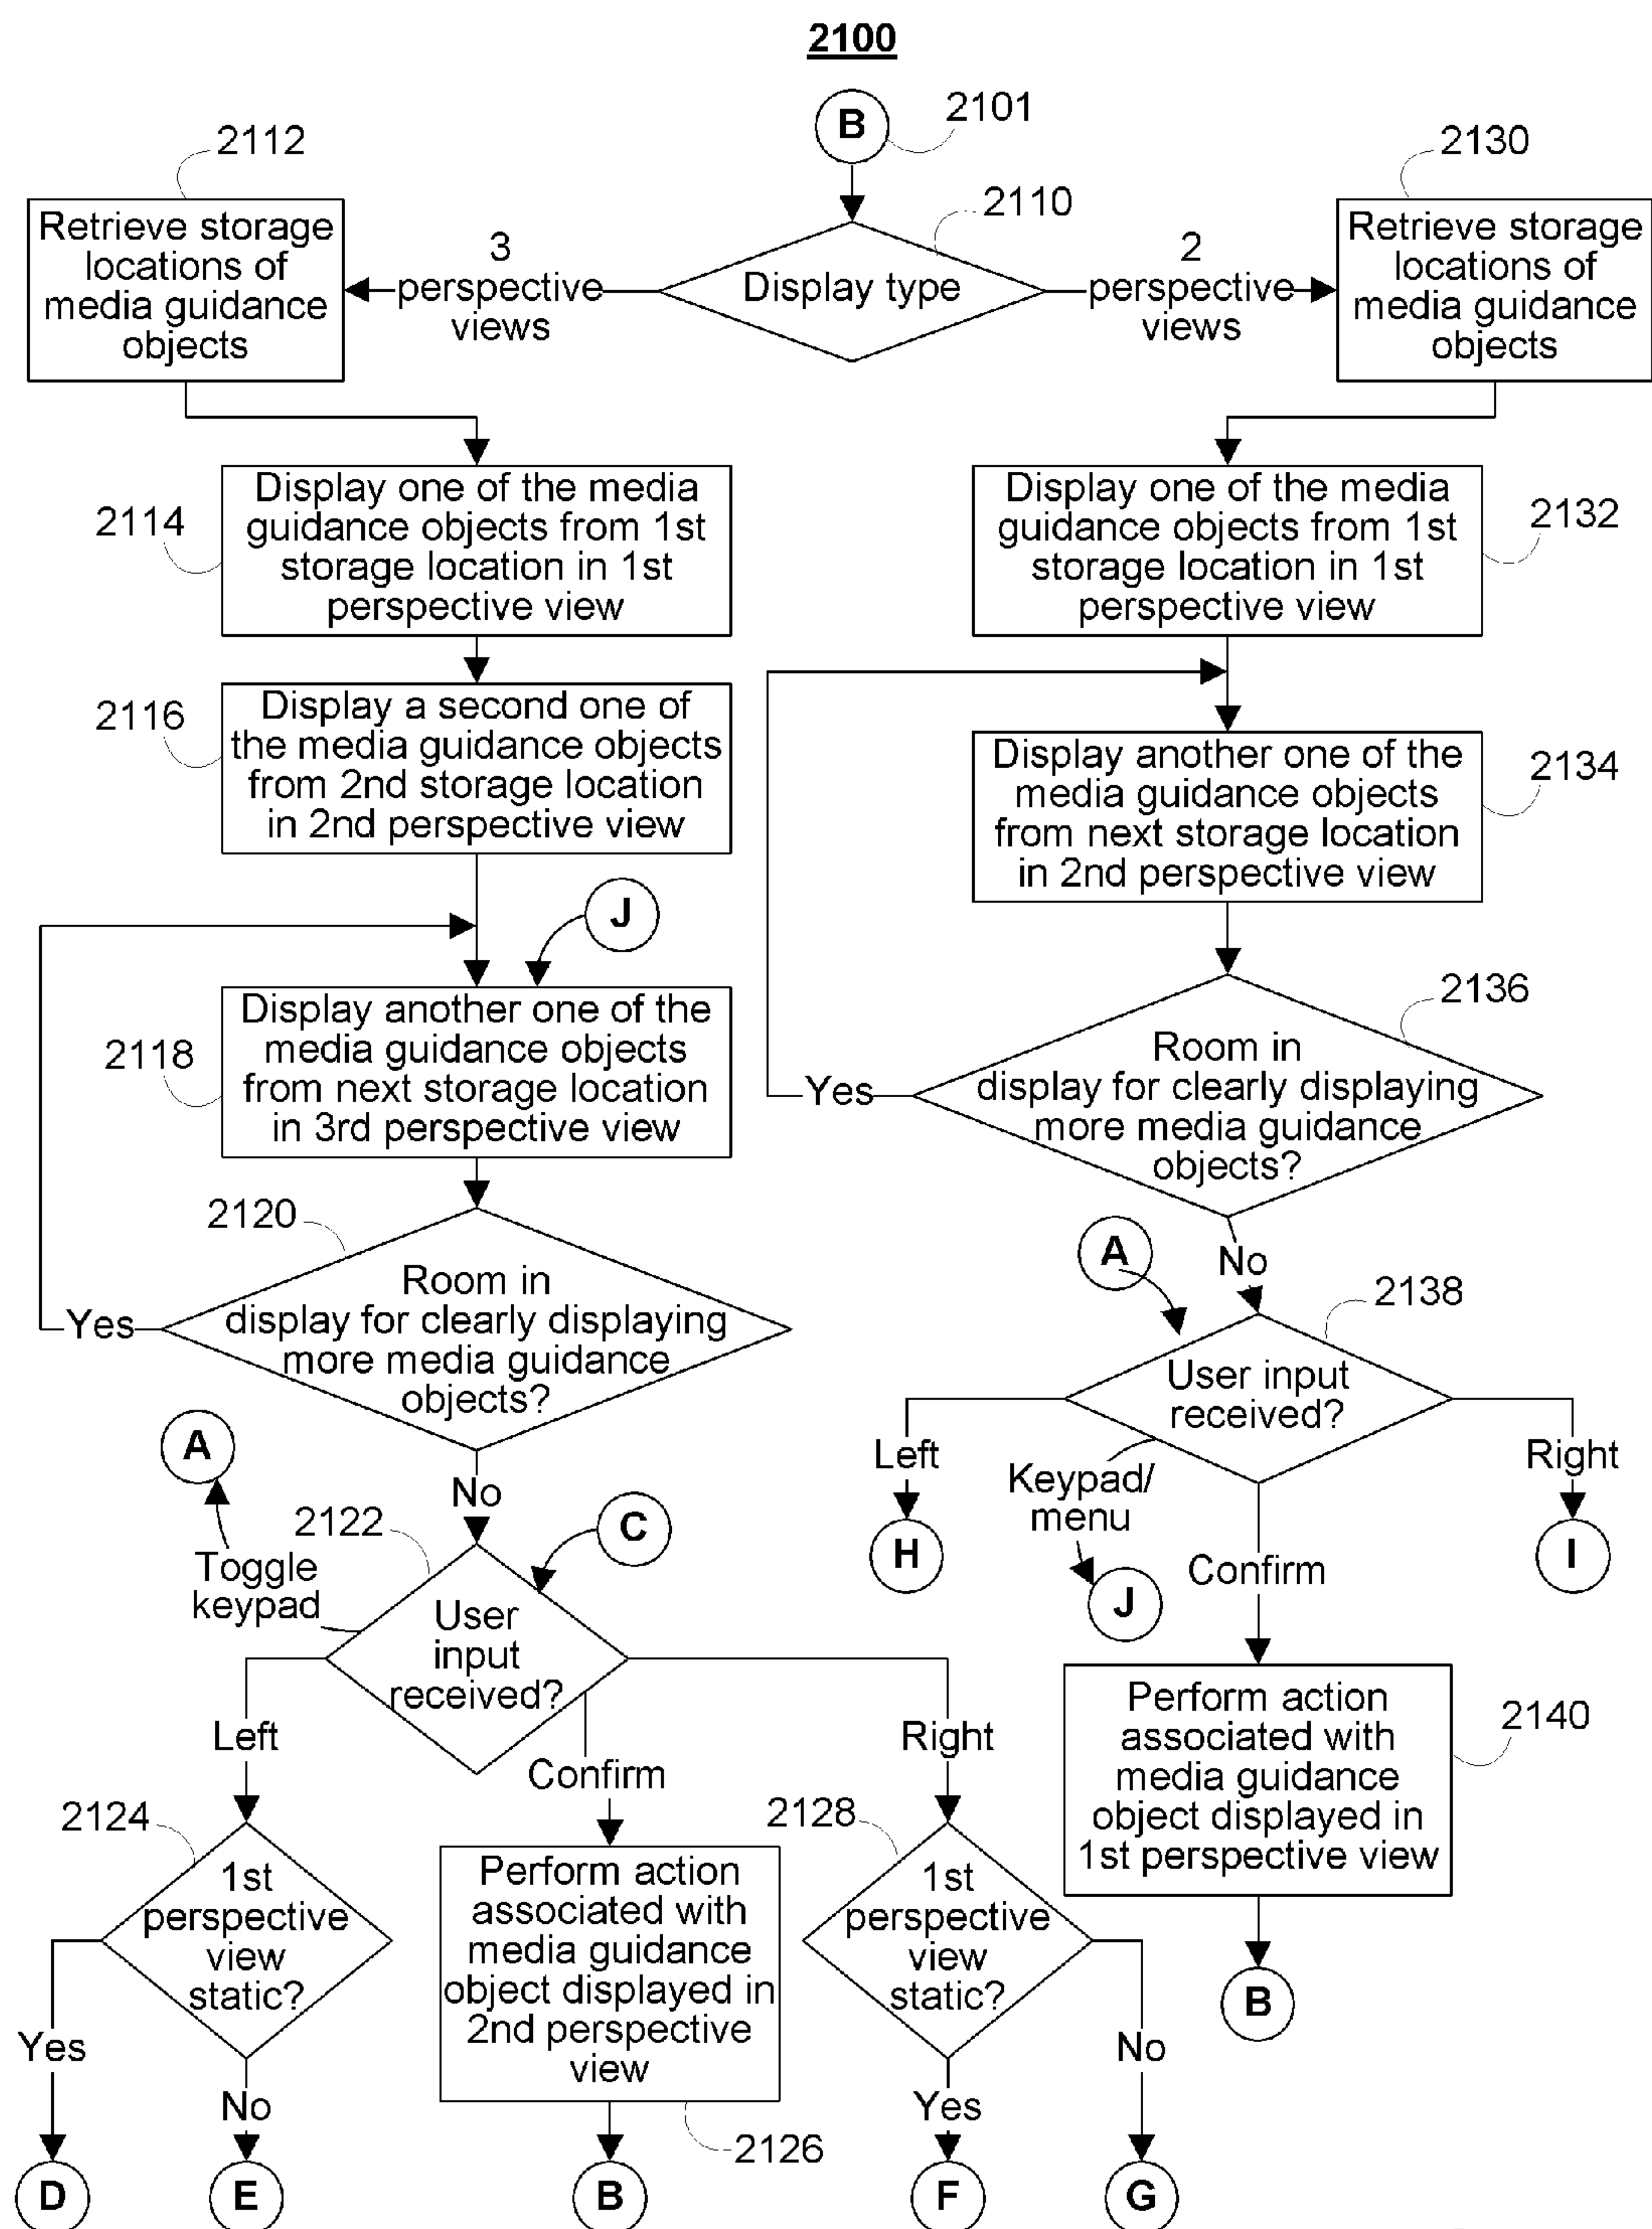 2100
B
2101
2110
Display type
3
perspective
views
2
perspective
views
2112
Retrieve storage
locations of
media guidance
objects
2130
Retrieve storage
locations of
media guidance
objects
2114
Display one of the media
guidance objects from 1st
storage location in 1st
perspective view
2116
Display a second one of
the media guidance objects
from 2nd storage location
in 2nd perspective view
J
2118
Display another one of the
media guidance objects
from next storage location
in 3rd perspective view
2120
Room in
display for clearly displaying
more media guidance
objects?
Yes
No
A
Toggle
keypad
2122
C
User
input
received?
Left
Confirm
Right
2124
1st
perspective
view
static?
Yes
No
D
E
Perform action
associated with
media guidance
object displayed in
2nd perspective
view
2126
B
2128
1st
perspective
view
static?
Yes
No
F
G
2132
Display one of the media
guidance objects from 1st
storage location in 1st
perspective view
2134
Display another one of the
media guidance objects
from next storage location
in 2nd perspective view
2136
Room in
display for clearly displaying
more media guidance
objects?
Yes
No
A
2138
User input
received?
Left
H
Keypad/
menu
J
Confirm
Right
I
2140
Perform action
associated with
media guidance
object displayed in
1st perspective view
B